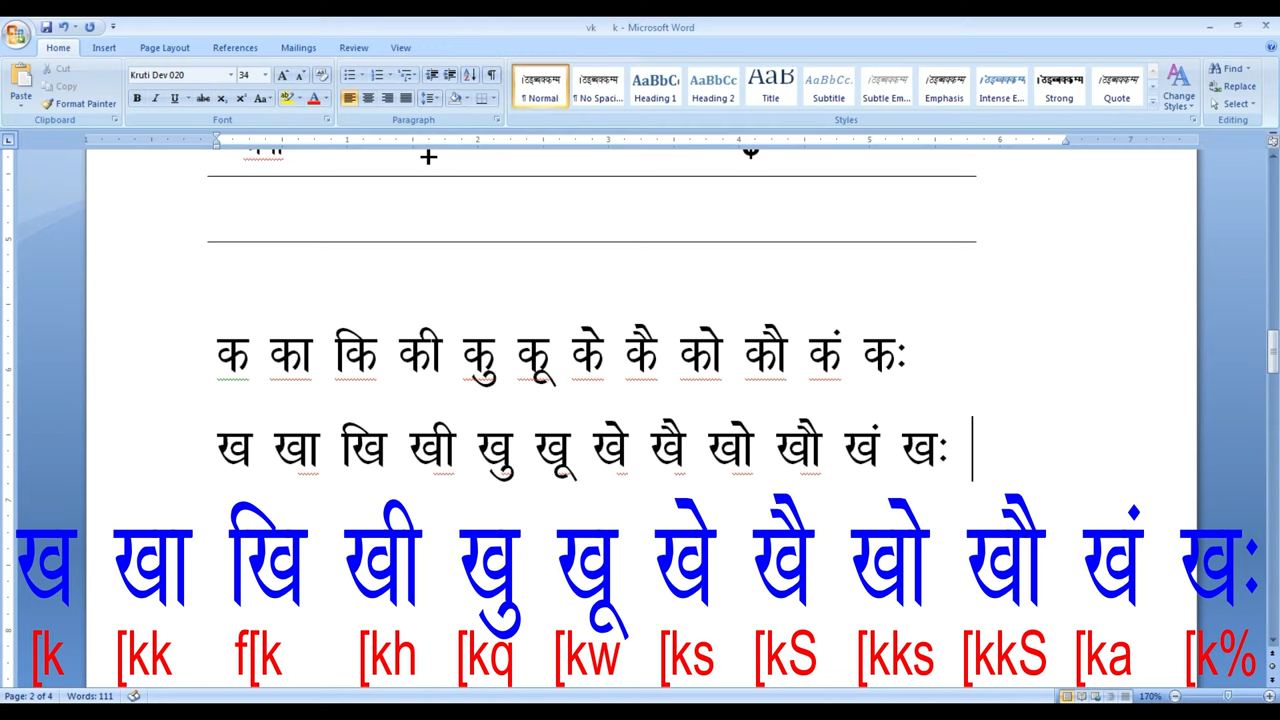 vk k - Microsoft Word
Home Insert Page Layout References Mailings Review View
Paste Cut Copy Format Painter Clipboard
Kruti Dev 020 34 Font
Paragraph
¶ Normal ¶ No Spaci... Heading 1 Heading 2 Title Subtitle Subtle Em... Emphasis Intense E... Strong Quote Change Styles Styles
Find Replace Select Editing
क का कि की कु कू के कै को कौ कं कः
ख खा खि खी खु खू खे खै खो खौ खं खः
ख खा खि खी खु खू खे खै खो खौ खं खः
[k [kk f[k [kh [kq [kw [ks [kS [kks [kkS [ka [k%
Page: 2 of 4 Words: 111 170%